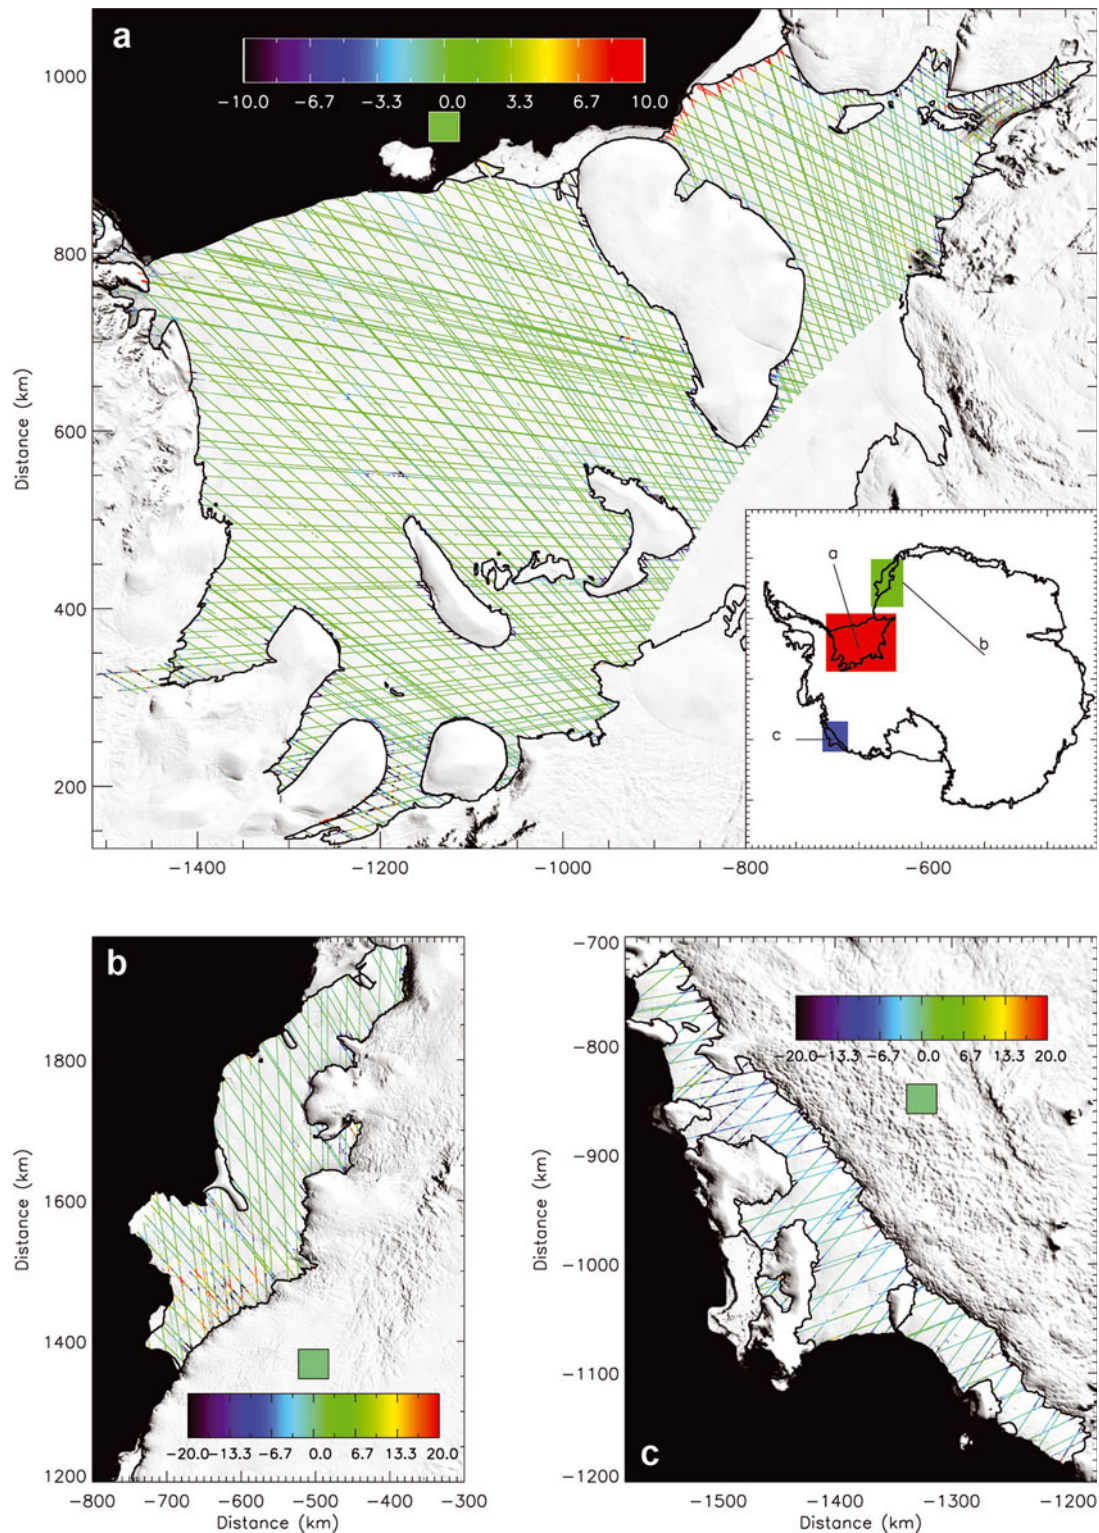 a
-10.0 -6.7 -3.3 0.0 3.3 6.7 10.0
1000
800
600
400
200
Distance (km)
-1400 -1200 -1000 -800 -600
a
b
c
b
1800
1600
1400
1200
Distance (km)
-20.0 -13.3 -6.7 0.0 6.7 13.3 20.0
-800 -700 -600 -500 -400 -300
Distance (km)
-700
-800
-900
-1000
-1100
-1200
Distance (km)
-20.0 -13.3 -6.7 0.0 6.7 13.3 20.0
c
-1500 -1400 -1300 -1200
Distance (km)